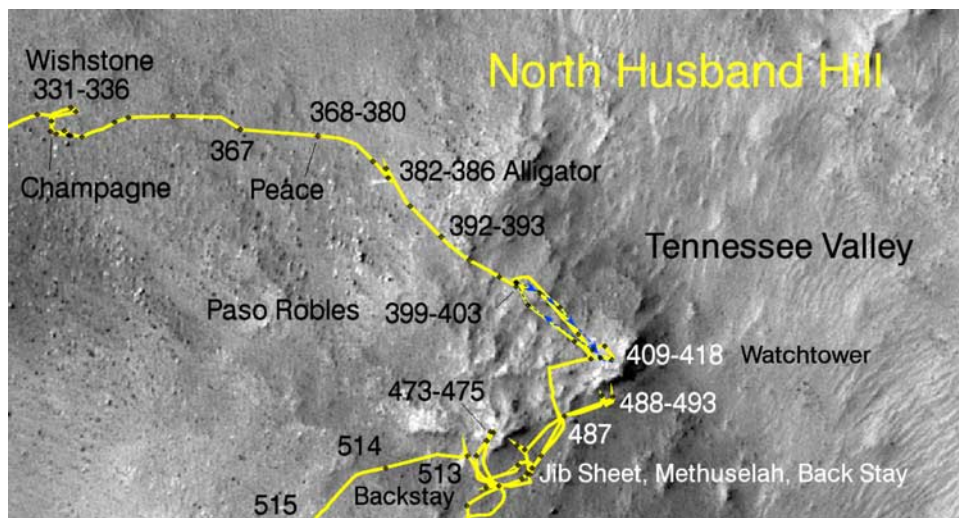 Wishstone
331-336
North Husband Hill
368-380
367
Champagne
Peace
382-386 Alligator
392-393
Tennessee Valley
Paso Robles
399-403
409-418
Watchtower
473-475
488-493
487
514
513
Jib Sheet, Methuselah, Back Stay
Backstay
515